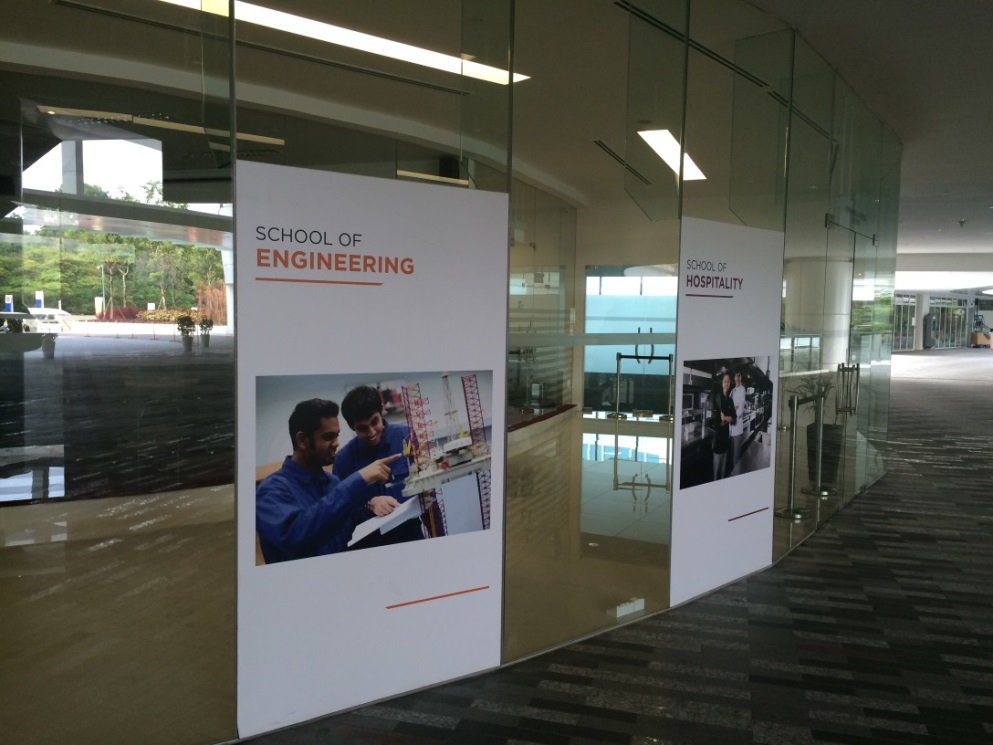 SCHOOL OF
ENGINEERING
SCHOOL OF
HOSPITALITY